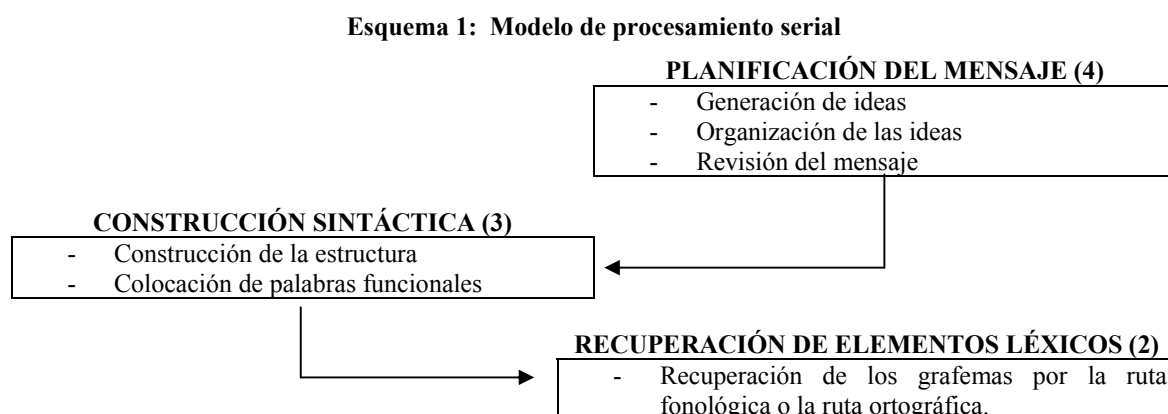 Esquema 1: Modelo de procesamiento serial
PLANIFICACIÓN DEL MENSAJE (4)
- Generación de ideas
- Organización de las ideas
- Revisión del mensaje
CONSTRUCCIÓN SINTÁCTICA (3)
- Construcción de la estructura
- Colocación de palabras funcionales
RECUPERACIÓN DE ELEMENTOS LÉXICOS (2)
- Recuperación de los grafemas por la ruta
fonológica o la ruta ortográfica.